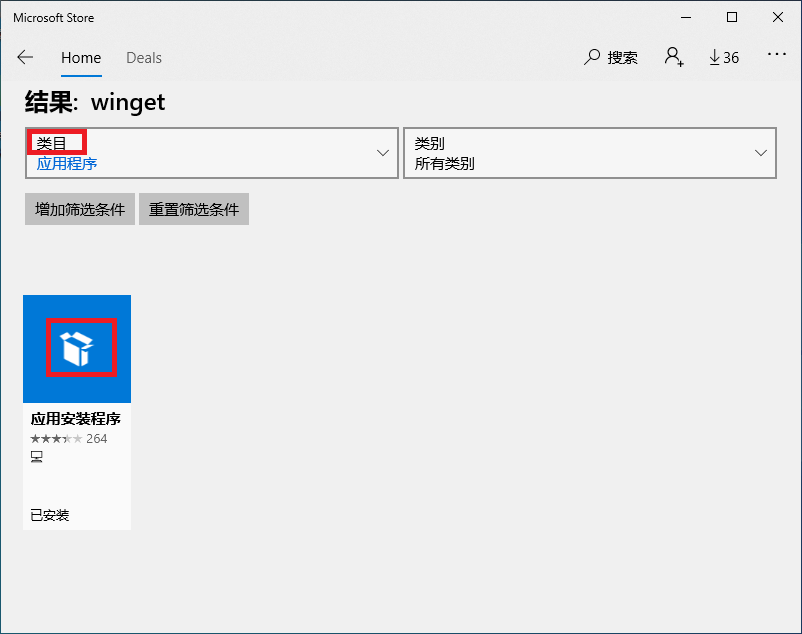 Microsoft Store
Home Deals 搜索 36
结果: winget
类目
应用程序
类别
所有类别
增加筛选条件 重置筛选条件
应用安装程序
264
已安装